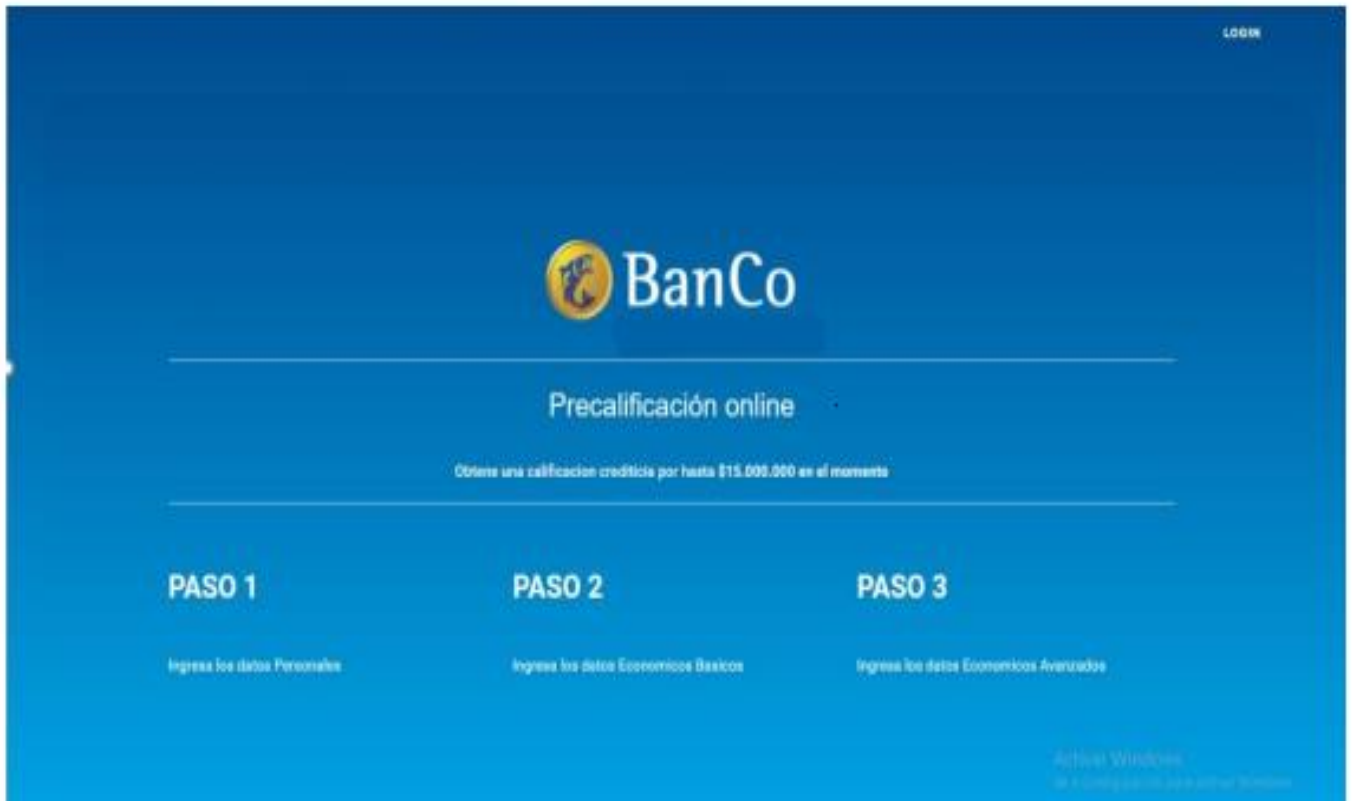 LOGIN
BanCo
Precalificación online
Obtene una calificacion crediticia por hasta $15.000.000 en el momento
PASO 1
PASO 2
PASO 3
Ingresa los datos Personales
Ingresa los datos Economicos Basicos
Ingresa los datos Economicos Avanzados
Activar Windows